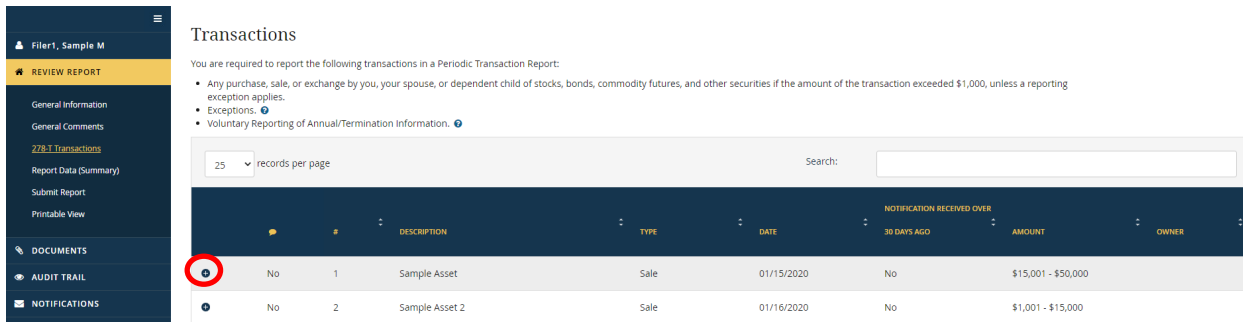 Filer1, Sample M
REVIEW REPORT
General Information
General Comments
278-T Transactions
Report Data (Summary)
Submit Report
Printable View
DOCUMENTS
AUDIT TRAIL
NOTIFICATIONS
Transactions
You are required to report the following transactions in a Periodic Transaction Report:
• Any purchase, sale, or exchange by you, your spouse, or dependent child of stocks, bonds, commodity futures, and other securities if the amount of the transaction exceeded $1,000, unless a reporting
exception applies.
• Exceptions. ?
• Voluntary Reporting of Annual/Termination Information. ?
25 records per page Search:
NOTIFICATION RECEIVED OVER
# DESCRIPTION TYPE DATE 30 DAYS AGO AMOUNT OWNER
No 1 Sample Asset Sale 01/15/2020 No $15,001 - $50,000
No 2 Sample Asset 2 Sale 01/16/2020 No $1,001 - $15,000